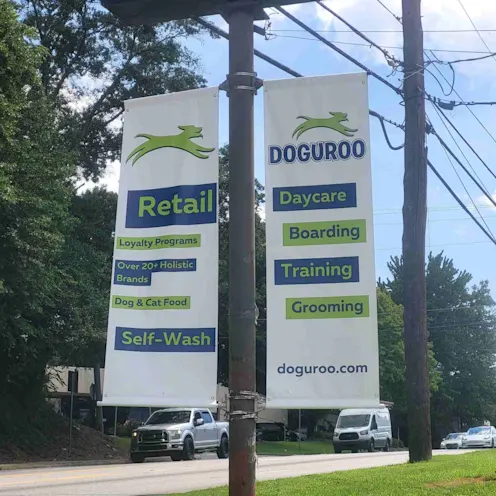 Retail
Loyalty Programs
Over 20+ Holistic
Brands
Dog & Cat Food
Self-Wash
DOGUROO
Daycare
Boarding
Training
Grooming
doguroo.com